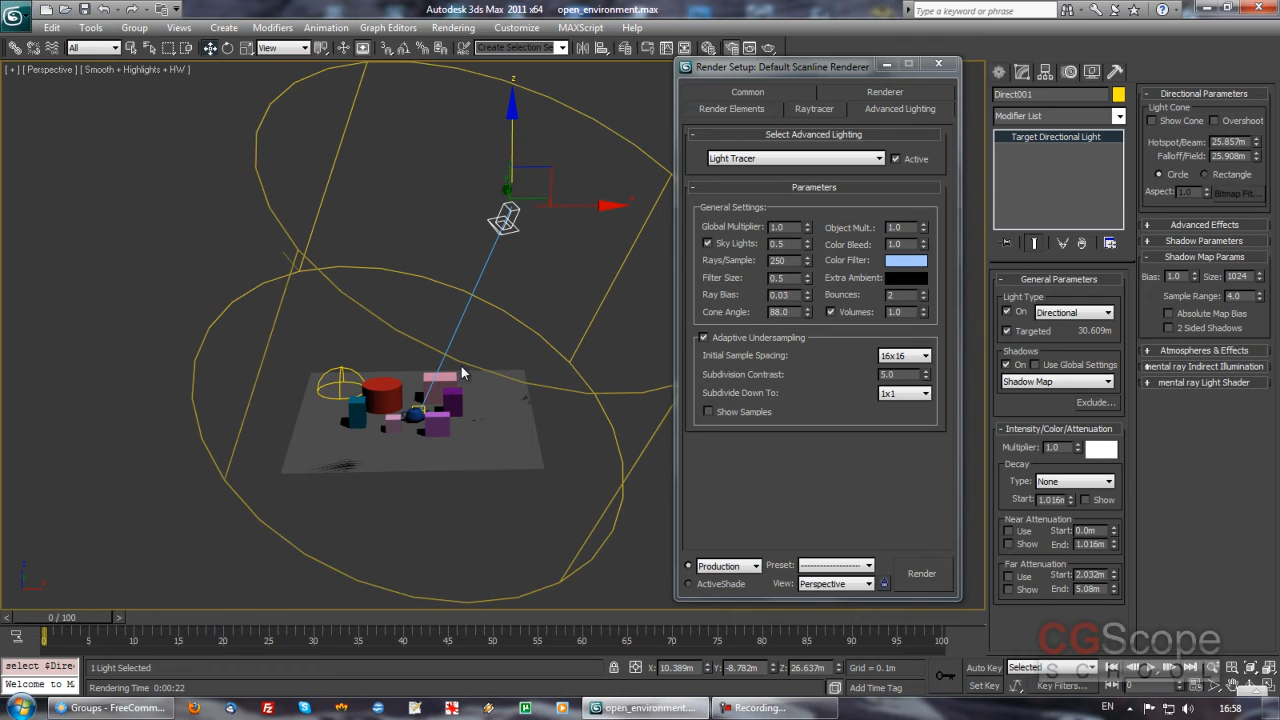 Autodesk 3ds Max 2011 x64 open_environment.max
Type a keyword or phrase
Edit Tools Group Views Create Modifiers Animation Graph Editors Rendering Customize MAXScript Help
All View Create Selection Se
[ + ] [ Perspective ] [ Smooth + Highlights + HW ]
z
x
Render Setup: Default Scanline Renderer
Common Renderer
Render Elements Raytracer Advanced Lighting
Select Advanced Lighting
Light Tracer Active
Parameters
General Settings:
Global Multiplier: 1.0 Object Mult.: 1.0
Sky Lights: 0.5 Color Bleed: 1.0
Rays/Sample: 250 Color Filter:
Filter Size: 0.5 Extra Ambient:
Ray Bias: 0.03 Bounces: 2
Cone Angle: 88.0 Volumes: 1.0
Adaptive Undersampling
Initial Sample Spacing: 16x16
Subdivision Contrast: 5.0
Subdivide Down To: 1x1
Show Samples
Production Preset: --------------------
ActiveShade View: Perspective
Render
Direct001
Modifier List
Target Directional Light
General Parameters
Light Type
On Directional
Targeted 30.609m
Shadows
On Use Global Settings
Shadow Map
Exclude...
Intensity/Color/Attenuation
Multiplier: 1.0
Decay
Type: None
Start: 1.016m Show
Near Attenuation
Use Start: 0.0m
Show End: 1.016m
Far Attenuation
Use Start: 2.032m
Show End: 5.08m
Directional Parameters
Light Cone
Show Cone Overshoot
Hotspot/Beam: 25.857m
Falloff/Field: 25.908m
Circle Rectangle
Aspect: 1.0 Bitmap Fit...
Advanced Effects
Shadow Parameters
Shadow Map Params
Bias: 1.0 Size: 1024
Sample Range: 4.0
Absolute Map Bias
2 Sided Shadows
Atmospheres & Effects
mental ray Indirect Illumination
mental ray Light Shader
0 / 100
0 5 10 15 20 25 30 35 40 45 50 55 60 65 70 75 80 85 90 95 100
CGScope
SCHOOL
select $Dire
Welcome to M
1 Light Selected
Rendering Time 0:00:22
X: 10.389m Y: -8.782m Z: 26.637m Grid = 0.1m
Add Time Tag
Auto Key Selected
Set Key Key Filters... 0
Groups - FreeComm... open_environment.... Recording...
EN 16:58